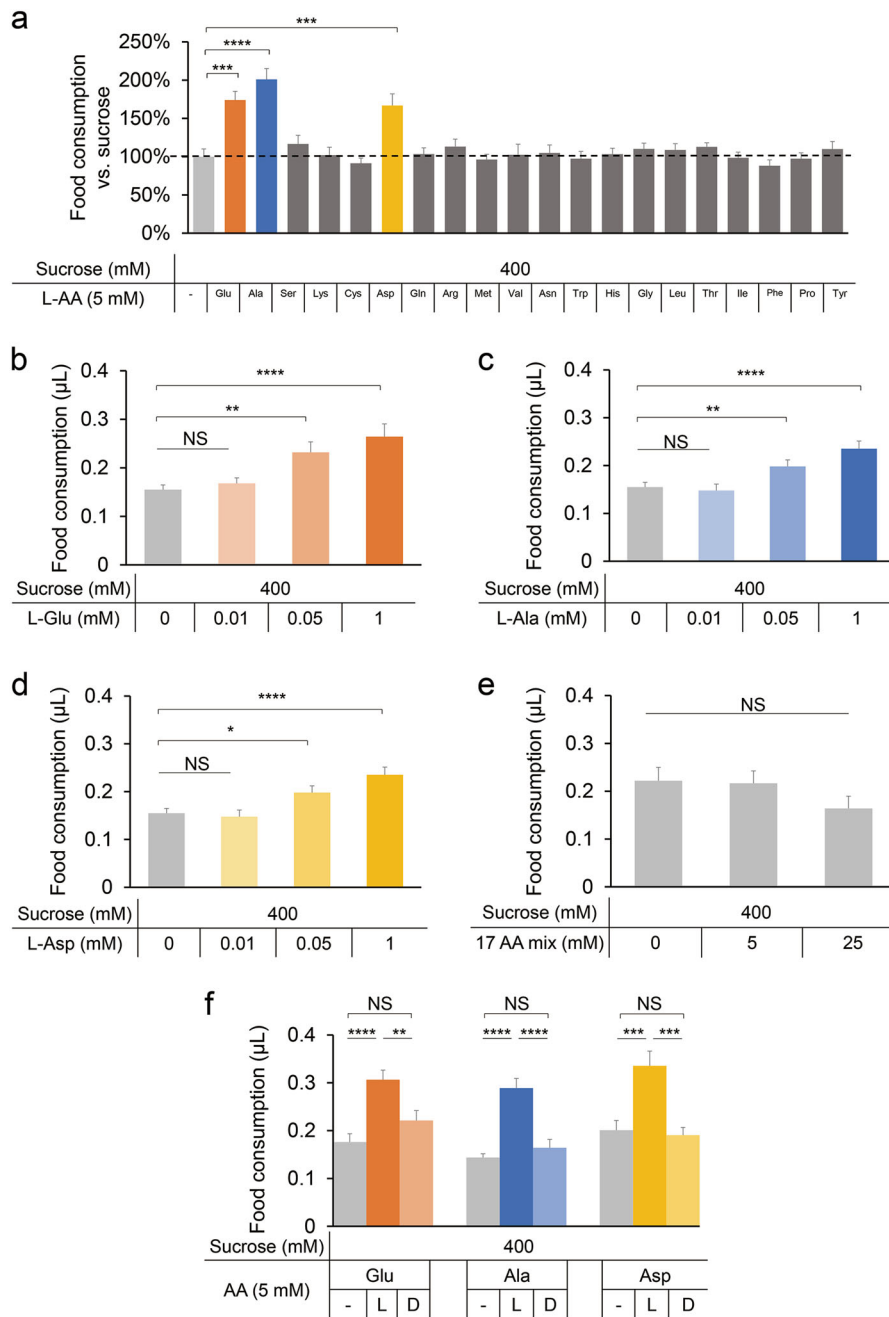 a
***
****
***
250%
200%
150%
100%
50%
0%
Food consumption
vs. sucrose
Sucrose (mM) 400
L-AA (5 mM) - Glu Ala Ser Lys Cys Asp Gln Arg Met Val Asn Trp His Gly Leu Thr Ile Phe Pro Tyr
b
****
**
NS
0.4
0.3
0.2
0.1
0
Food consumption (µL)
Sucrose (mM) 400
L-Glu (mM) 0 0.01 0.05 1
c
****
**
NS
0.4
0.3
0.2
0.1
0
Food consumption (µL)
Sucrose (mM) 400
L-Ala (mM) 0 0.01 0.05 1
d
****
*
NS
0.4
0.3
0.2
0.1
0
Food consumption (µL)
Sucrose (mM) 400
L-Asp (mM) 0 0.01 0.05 1
e
NS
0.4
0.3
0.2
0.1
0
Food consumption (µL)
Sucrose (mM) 400
17 AA mix (mM) 0 5 25
f
NS NS NS
**** ** **** **** *** ***
0.4
0.3
0.2
0.1
0
Food consumption (µL)
Sucrose (mM) 400
AA (5 mM) Glu Ala Asp
- L D - L D - L D